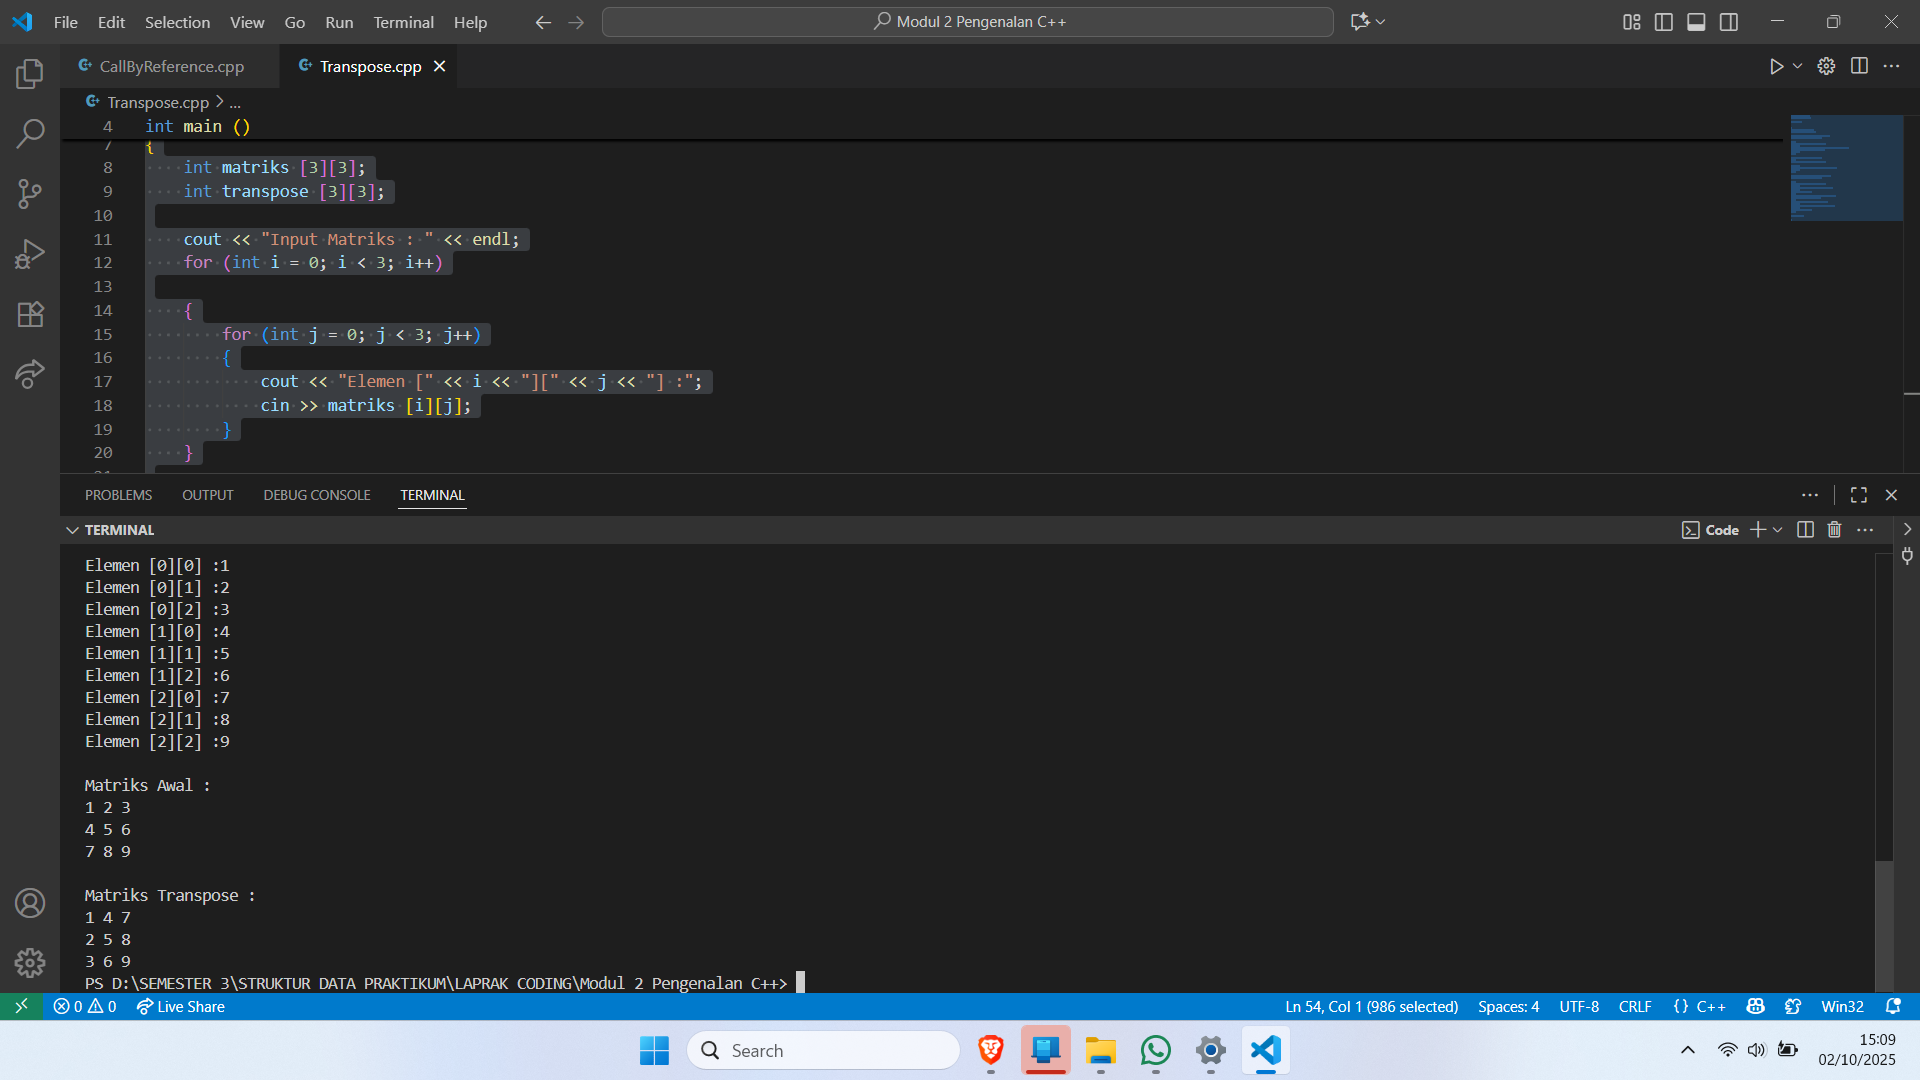 File Edit Selection View Go Run Terminal Help
Modul 2 Pengenalan C++
CallByReference.cpp
Transpose.cpp
Transpose.cpp > ...
4 int main ()
7 {
8 int matriks [3][3];
9 int transpose [3][3];
10
11 cout << "Input Matriks : " << endl;
12 for (int i = 0; i < 3; i++)
13
14 {
15 for (int j = 0; j < 3; j++)
16 {
17 cout << "Elemen [" << i << "][" << j << "] :";
18 cin >> matriks [i][j];
19 }
20 }
PROBLEMS OUTPUT DEBUG CONSOLE TERMINAL
TERMINAL
Code
Elemen [0][0] :1
Elemen [0][1] :2
Elemen [0][2] :3
Elemen [1][0] :4
Elemen [1][1] :5
Elemen [1][2] :6
Elemen [2][0] :7
Elemen [2][1] :8
Elemen [2][2] :9
Matriks Awal :
1 2 3
4 5 6
7 8 9
Matriks Transpose :
1 4 7
2 5 8
3 6 9
PS D:\SEMESTER 3\STRUKTUR DATA PRAKTIKUM\LAPRAK CODING\Modul 2 Pengenalan C++>
0 0 Live Share
Ln 54, Col 1 (986 selected) Spaces: 4 UTF-8 CRLF {} C++ Win32
Search
15:09
02/10/2025